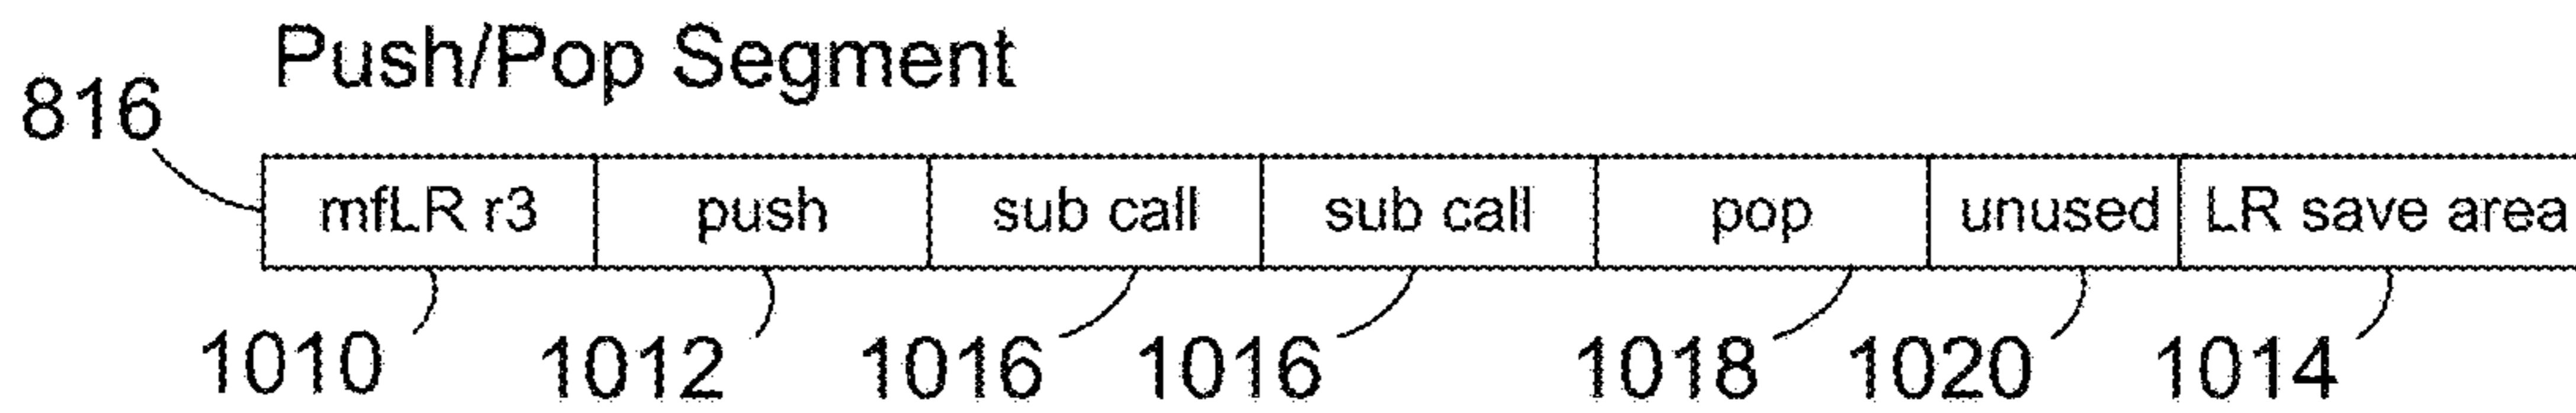 Push/Pop Segment
816
mfLR r3 push sub call sub call pop unused LR save area
1010 1012 1016 1016 1018 1020 1014